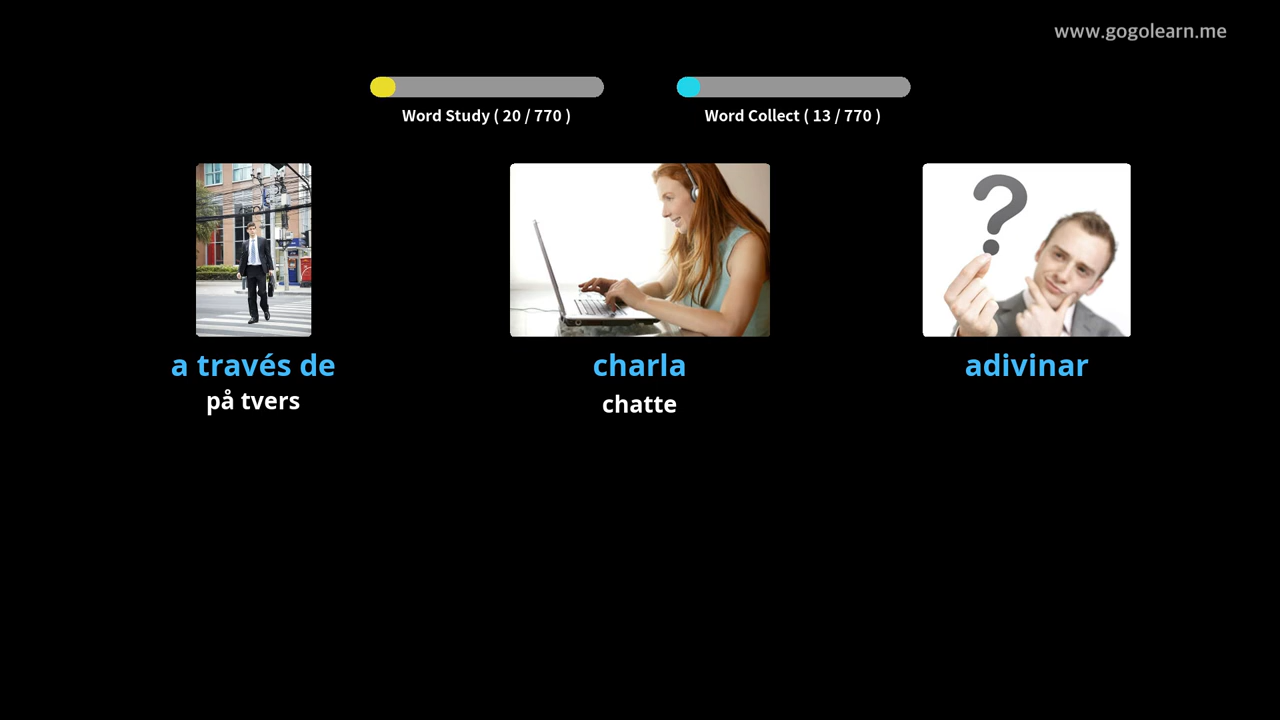 www.gogolearn.me
Word Study ( 20 / 770 )
Word Collect ( 13 / 770 )
a través de
på tvers
charla
chatte
adivinar
?